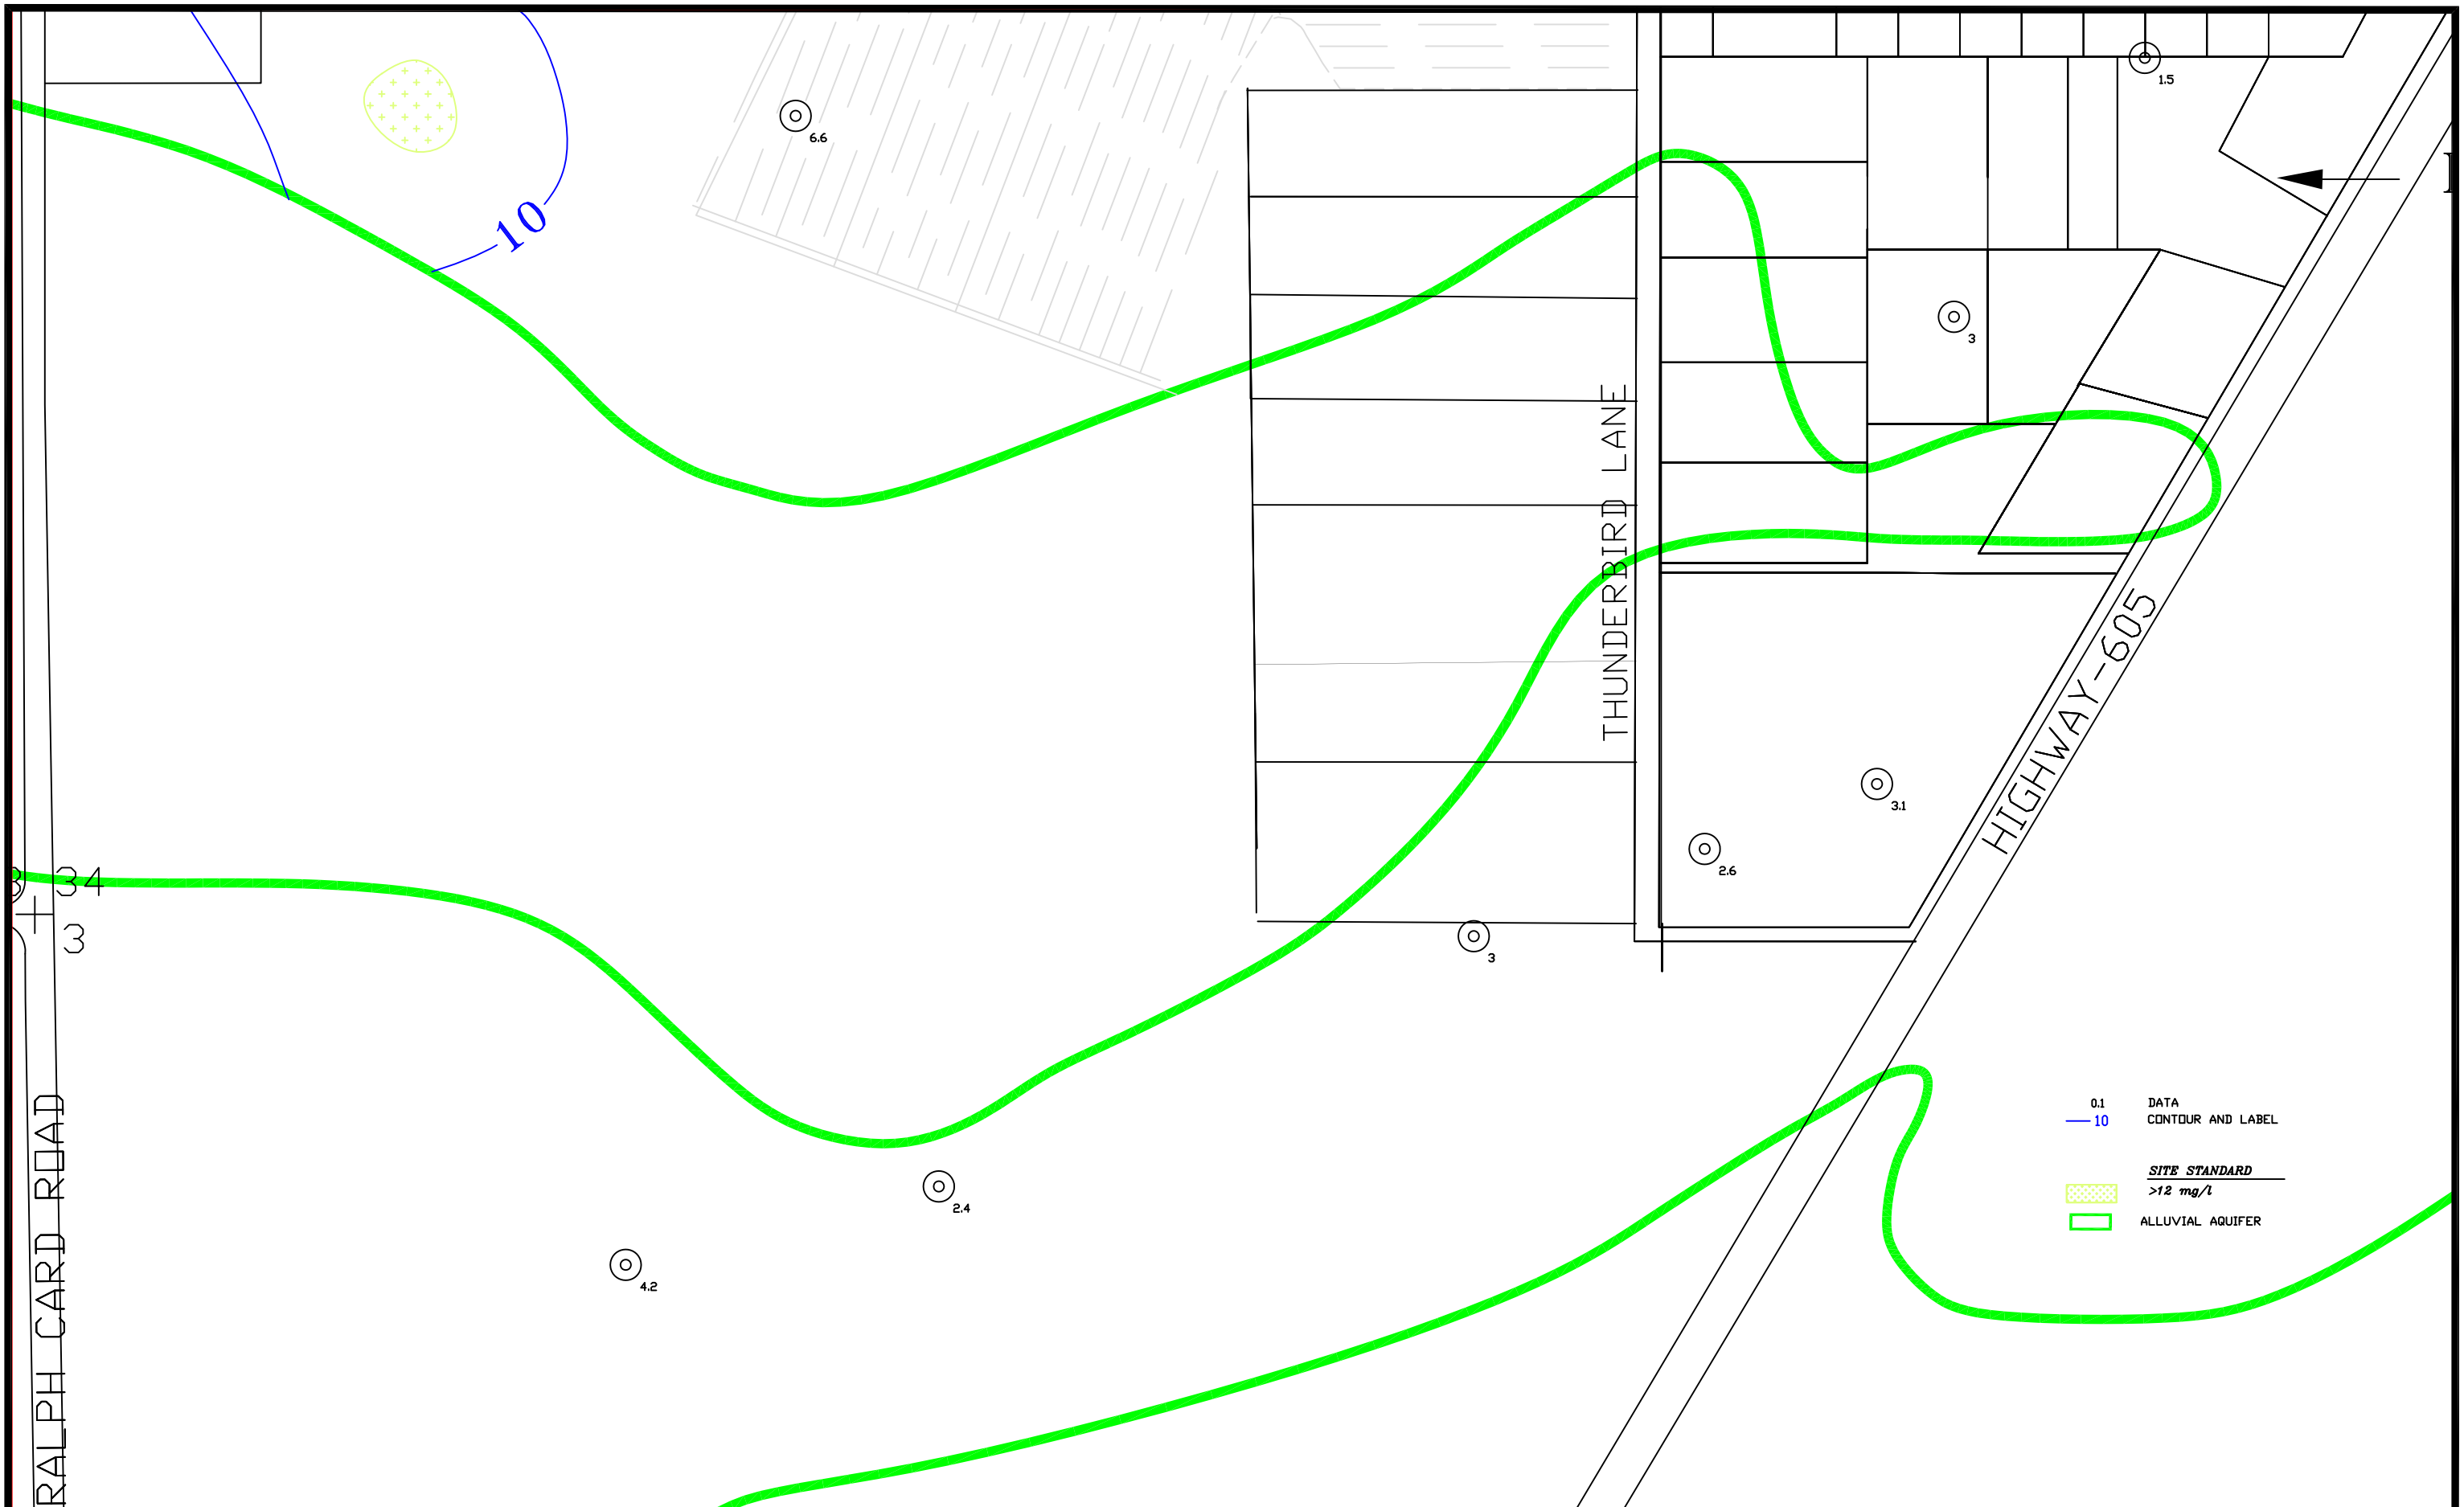 1.5
6.6
10
3
THUNDERBIRD LANE
HIGHWAY-605
3.1
2.6
34
3
3
RALPH CARD ROAD
2.4
4.2
0.1 DATA
10 CONTOUR AND LABEL
SITE STANDARD
>12 mg/l
ALLUVIAL AQUIFER